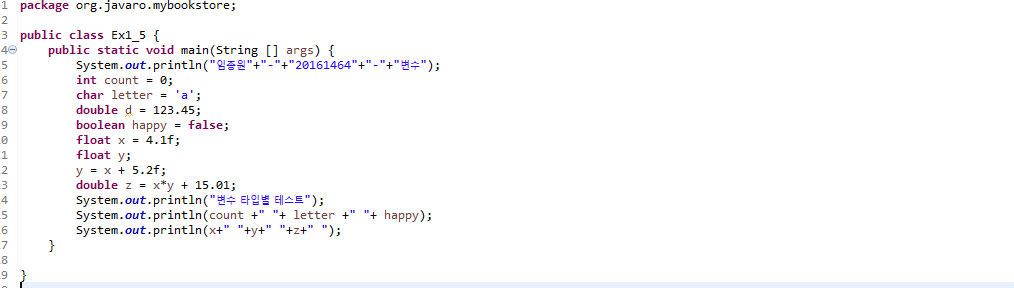 1 package org.javaro.mybookstore;
2
3 public class Ex1_5 {
4 public static void main(String [] args) {
5 System.out.println("임종원"+"-"+"20161464"+"-"+"변수");
6 int count = 0;
7 char letter = 'a';
8 double d = 123.45;
9 boolean happy = false;
0 float x = 4.1f;
1 float y;
2 y = x + 5.2f;
3 double z = x*y + 15.01;
4 System.out.println("변수 타입별 테스트");
5 System.out.println(count +" "+ letter +" "+ happy);
6 System.out.println(x+" "+y+" "+z+" ");
7 }
8
9 }